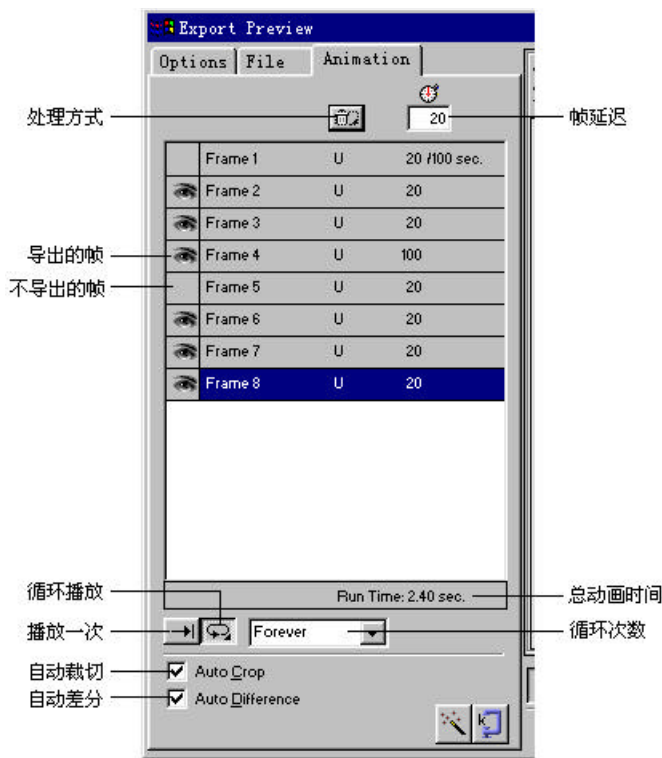 Export Preview
Options File Animation
处理方式
20
帧延迟
Frame 1 U 20 /100 sec.
Frame 2 U 20
Frame 3 U 20
导出的帧
Frame 4 U 100
不导出的帧
Frame 5 U 20
Frame 6 U 20
Frame 7 U 20
Frame 8 U 20
循环播放
Run Time: 2.40 sec.
总动画时间
播放一次
Forever
循环次数
自动裁切
Auto Crop
自动差分
Auto Difference